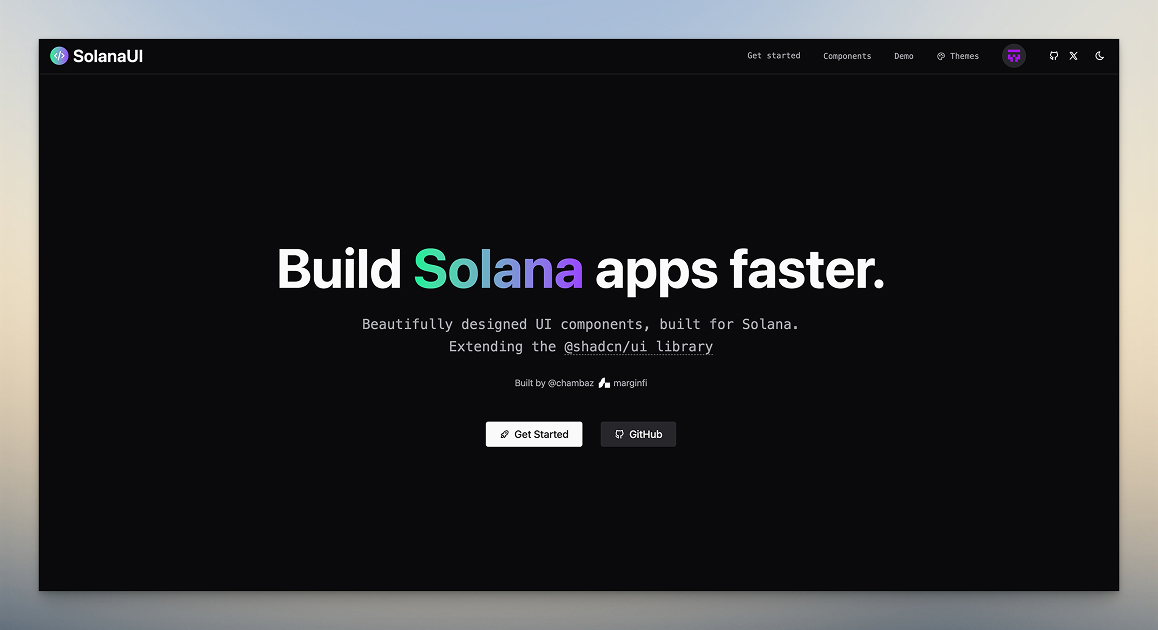 SolanaUI
Get started
Components
Demo
Themes
Build Solana apps faster.
Beautifully designed UI components, built for Solana.
Extending the @shadcn/ui library
Built by @chambaz marginfi
Get Started
GitHub